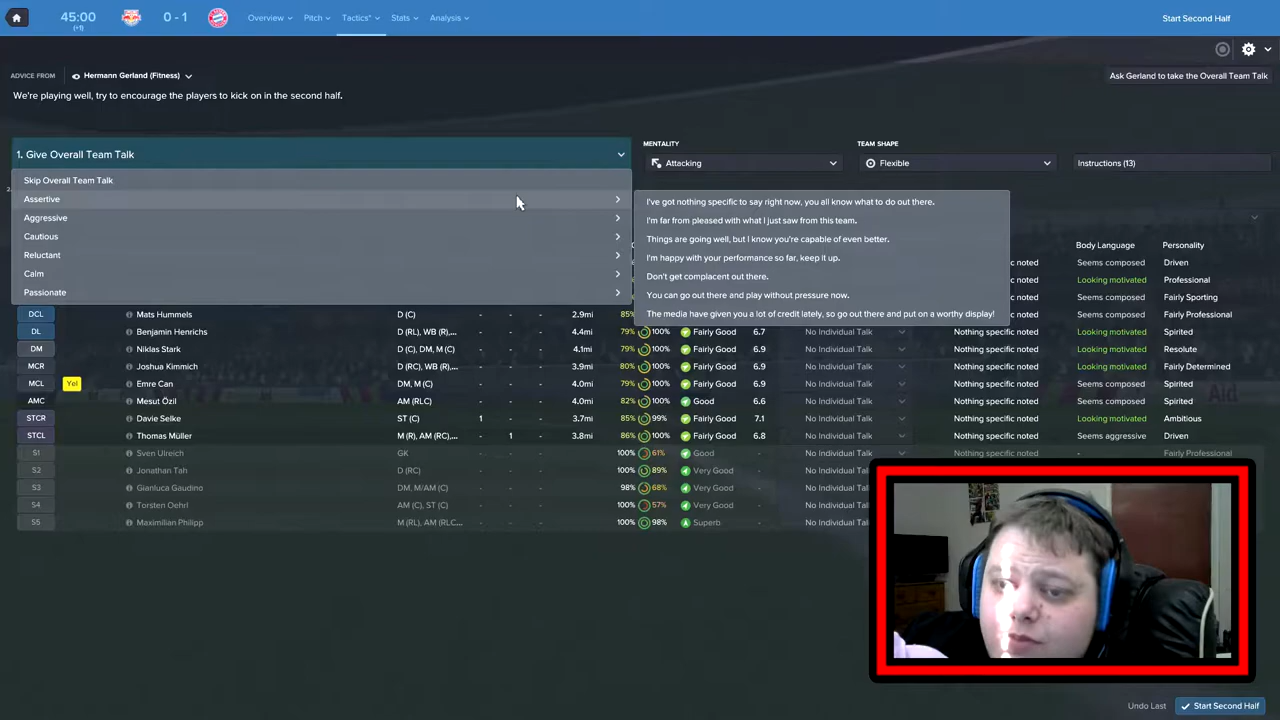 45:00
(+1)
0 - 1
Overview
Pitch
Tactics*
Stats
Analysis
Start Second Half
ADVICE FROM
Hermann Gerland (Fitness)
Ask Gerland to take the Overall Team Talk
We're playing well, try to encourage the players to kick on in the second half.
1. Give Overall Team Talk
MENTALITY
Attacking
TEAM SHAPE
Flexible
Instructions (13)
Skip Overall Team Talk
Assertive
Aggressive
Cautious
Reluctant
Calm
Passionate
I've got nothing specific to say right now, you all know what to do out there.
I'm far from pleased with what I just saw from this team.
Things are going well, but I know you're capable of even better.
I'm happy with your performance so far, keep it up.
Don't get complacent out there.
You can go out there and play without pressure now.
The media have given you a lot of credit lately, so go out there and put on a worthy display!
Body Language Personality
Seems composed Driven
Looking motivated Professional
Seems composed Fairly Sporting
DCL Mats Hummels D (C) - - - 2.9mi 85% Seems composed Fairly Professional
DL Benjamin Henrichs D (RL), WB (R)... - - - 4.4mi 79% 100% Fairly Good 6.7 No Individual Talk Nothing specific noted Looking motivated Spirited
DM Niklas Stark D (C), DM, M (C) - - - 4.1mi 79% 100% Fairly Good 6.9 No Individual Talk Nothing specific noted Looking motivated Resolute
MCR Joshua Kimmich D (RC), WB (R)... - - - 3.9mi 80% 100% Fairly Good 6.9 No Individual Talk Nothing specific noted Looking motivated Fairly Determined
MCL Yel Emre Can DM, M (C) - - - 4.0mi 79% 100% Fairly Good 6.9 No Individual Talk Nothing specific noted Seems composed Spirited
AMC Mesut Özil AM (RLC) - - - 4.0mi 82% 100% Good 6.6 No Individual Talk Nothing specific noted Seems composed Spirited
STCR Davie Selke ST (C) 1 - - 3.7mi 85% 99% Fairly Good 7.1 No Individual Talk Nothing specific noted Looking motivated Ambitious
STCL Thomas Müller M (R), AM (RC),... - 1 - 3.8mi 86% 100% Fairly Good 6.8 No Individual Talk Nothing specific noted Seems aggressive Driven
S1 Sven Ulreich GK 100% 61% Good - No Individual Talk Nothing specific noted - Fairly Professional
S2 Jonathan Tah D (RC) 100% 89% Very Good - No Individual Talk
S3 Gianluca Gaudino DM, M/AM (C) 98% 68% Very Good - No Individual Talk
S4 Torsten Oehrl AM (C), ST (C) 100% 57% Very Good - No Individual Talk
S5 Maximilian Philipp M (RL), AM (RLC... 100% 98% Superb - No Individual Talk
Undo Last
Start Second Half